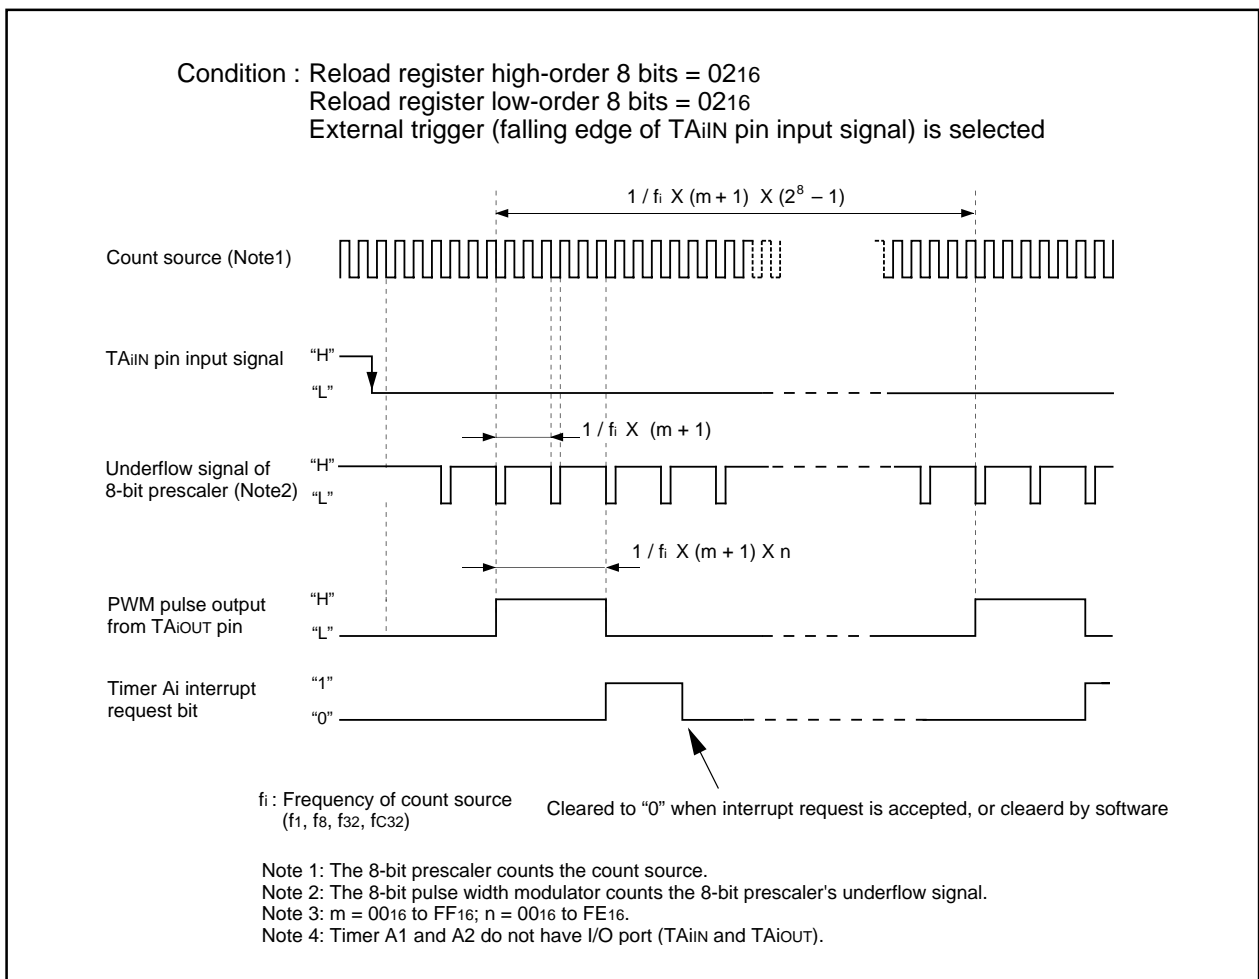 Condition : Reload register high-order 8 bits = 0216
Reload register low-order 8 bits = 0216
External trigger (falling edge of TAiIN pin input signal) is selected
1 / fi X (m + 1) X (2^8 – 1)
Count source (Note1)
TAiIN pin input signal
“H”
“L”
1 / fi X (m + 1)
Underflow signal of
8-bit prescaler (Note2)
“H”
“L”
1 / fi X (m + 1) X n
PWM pulse output
from TAiOUT pin
“H”
“L”
Timer Ai interrupt
request bit
“1”
“0”
fi : Frequency of count source
(f1, f8, f32, fC32)
Cleared to “0” when interrupt request is accepted, or cleaerd by software
Note 1: The 8-bit prescaler counts the count source.
Note 2: The 8-bit pulse width modulator counts the 8-bit prescaler's underflow signal.
Note 3: m = 0016 to FF16; n = 0016 to FE16.
Note 4: Timer A1 and A2 do not have I/O port (TAiIN and TAiOUT).